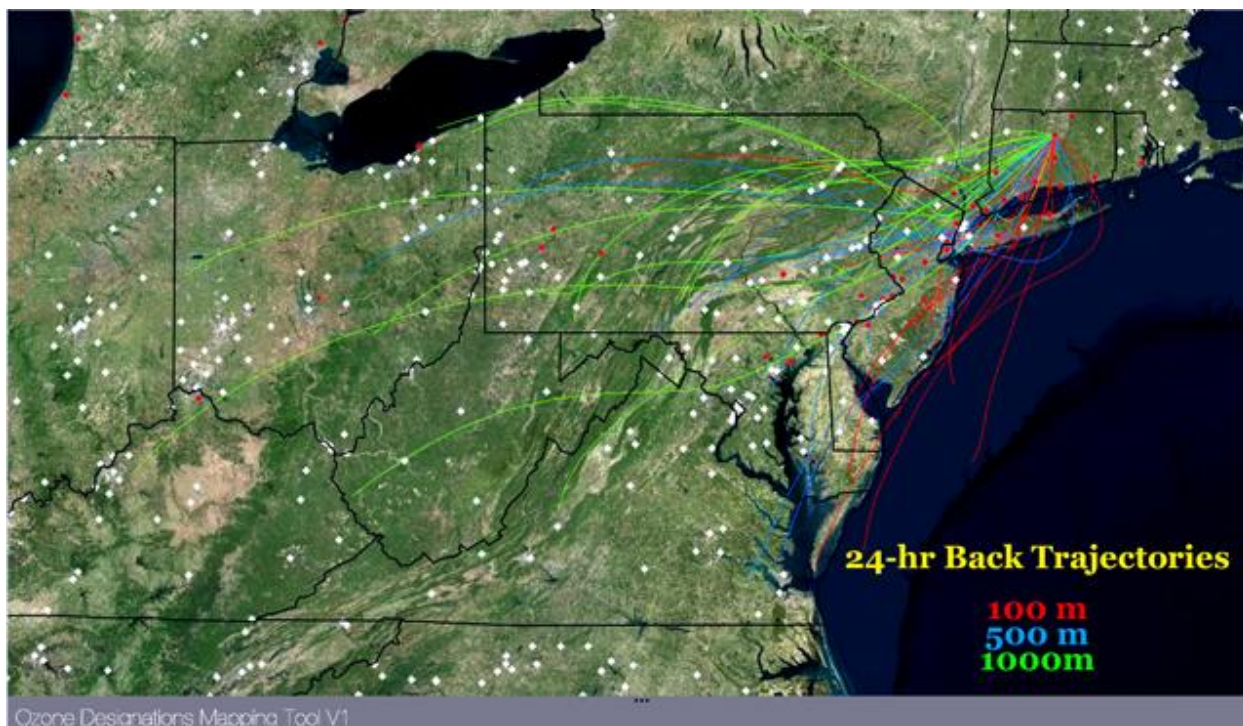 24-hr Back Trajectories
100 m
500 m
1000m
Ozone Designations Mapping Tool V1